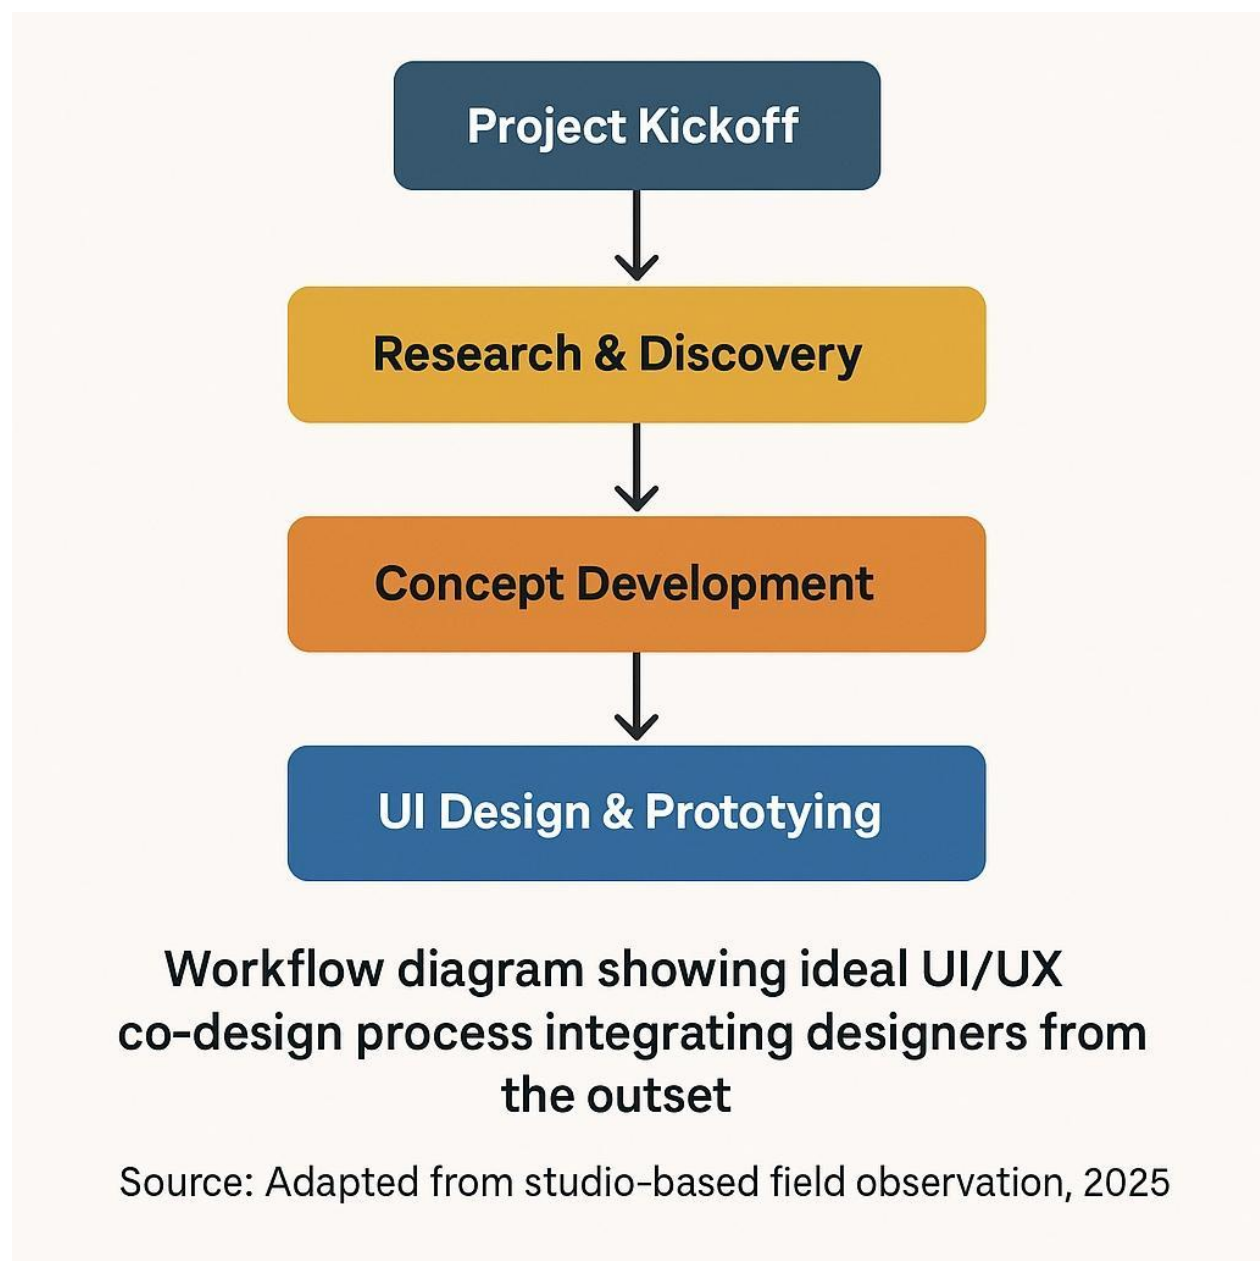 Project Kickoff
Research & Discovery
Concept Development
UI Design & Prototying
Workflow diagram showing ideal UI/UX
co-design process integrating designers from
the outset
Source: Adapted from studio-based field observation, 2025